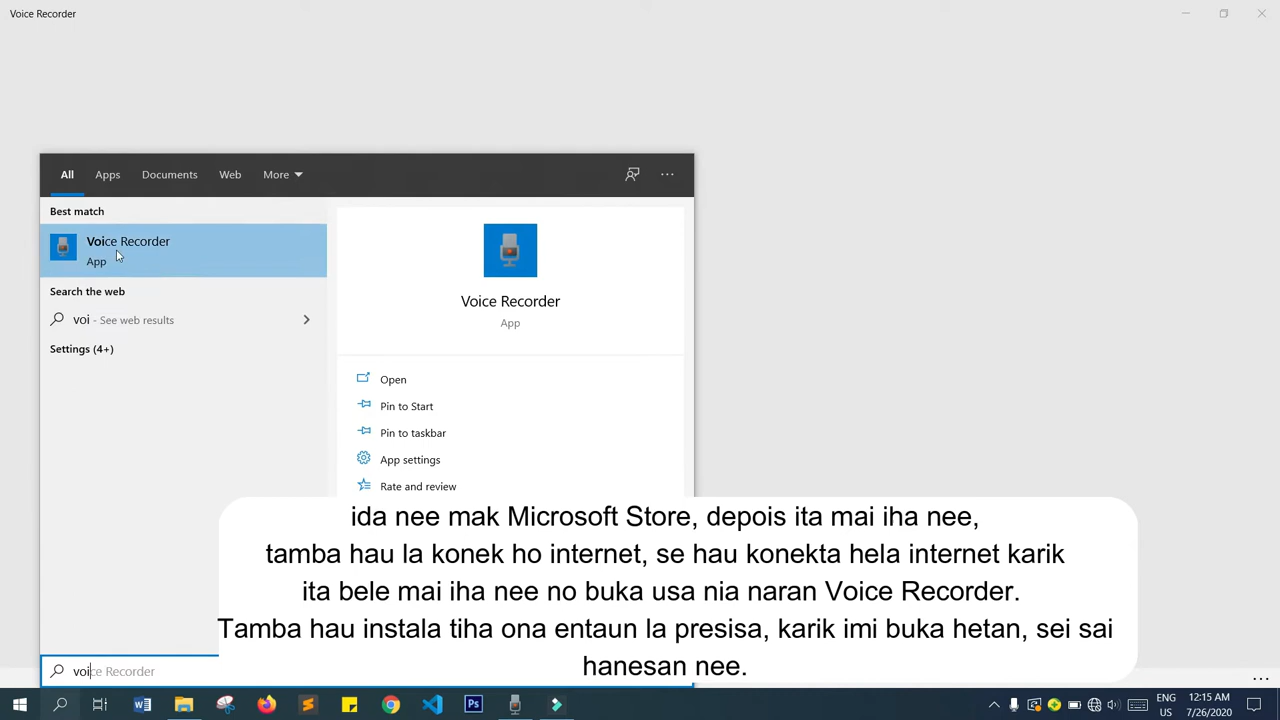 Voice Recorder
All Apps Documents Web More
Best match
Voice Recorder
App
Search the web
voi - See web results
Settings (4+)
Voice Recorder
App
Open
Pin to Start
Pin to taskbar
App settings
Rate and review
ida nee mak Microsoft Store, depois ita mai iha nee,
tamba hau la konek ho internet, se hau konekta hela internet karik
ita bele mai iha nee no buka usa nia naran Voice Recorder.
Tamba hau instala tiha ona entaun la presisa, karik imi buka hetan, sei sai
hanesan nee.
voice Recorder
ENG
US
12:15 AM
7/26/2020